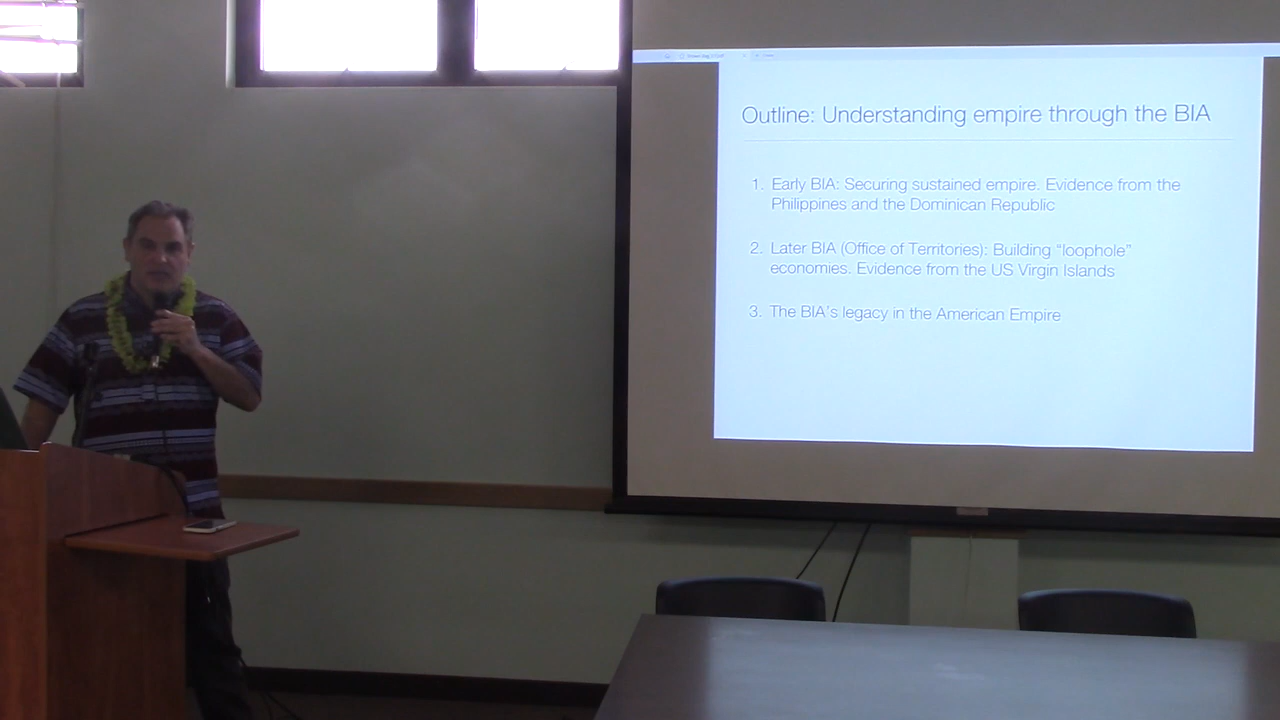 Outline: Understanding empire through the BIA
1. Early BIA: Securing sustained empire. Evidence from the
Philippines and the Dominican Republic
2. Later BIA (Office of Territories): Building “loophole”
economies. Evidence from the US Virgin Islands
3. The BIA’s legacy in the American Empire